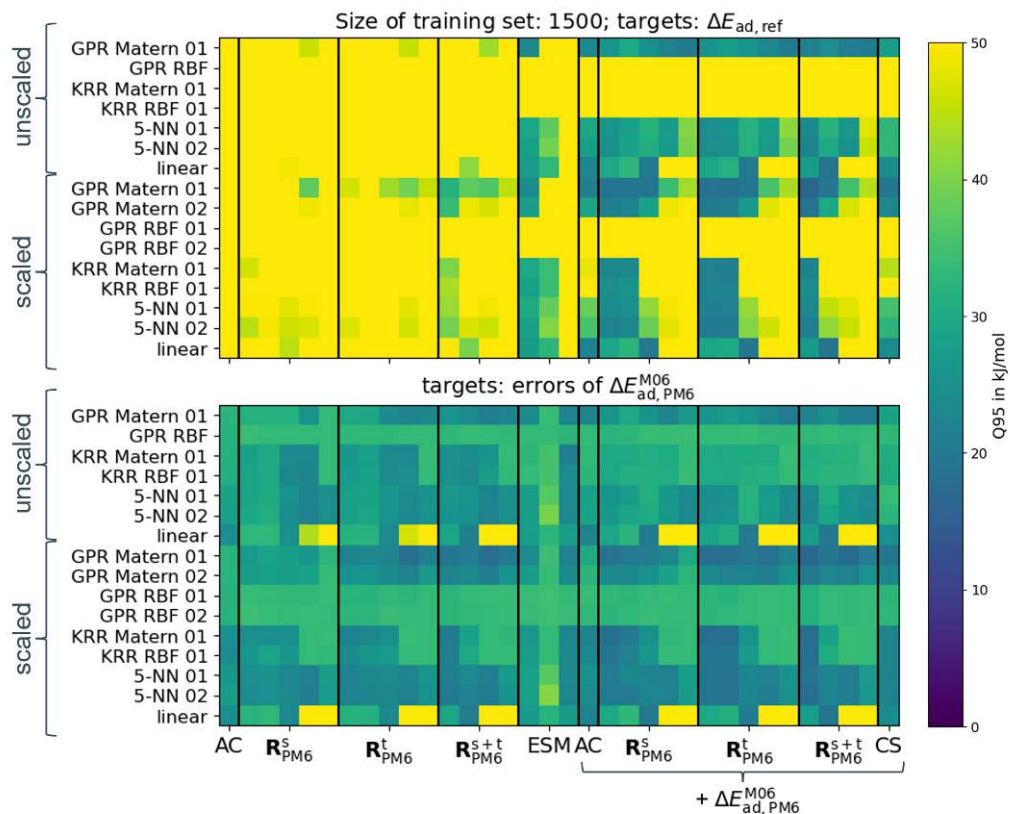 Size of training set: 1500; targets: ΔE_ad, ref
unscaled
GPR Matern 01
GPR RBF
KRR Matern 01
KRR RBF 01
5-NN 01
5-NN 02
linear
scaled
GPR Matern 01
GPR Matern 02
GPR RBF 01
GPR RBF 02
KRR Matern 01
KRR RBF 01
5-NN 01
5-NN 02
linear
targets: errors of ΔE^M06_ad, PM6
unscaled
GPR Matern 01
GPR RBF
KRR Matern 01
KRR RBF 01
5-NN 01
5-NN 02
linear
scaled
GPR Matern 01
GPR Matern 02
GPR RBF 01
GPR RBF 02
KRR Matern 01
KRR RBF 01
5-NN 01
5-NN 02
linear
AC R^s_PM6 R^t_PM6 R^s+t_PM6 ESM AC R^s_PM6 R^t_PM6 R^s+t_PM6 CS
+ ΔE^M06_ad, PM6
50
40
30
20
10
0
Q95 in kJ/mol